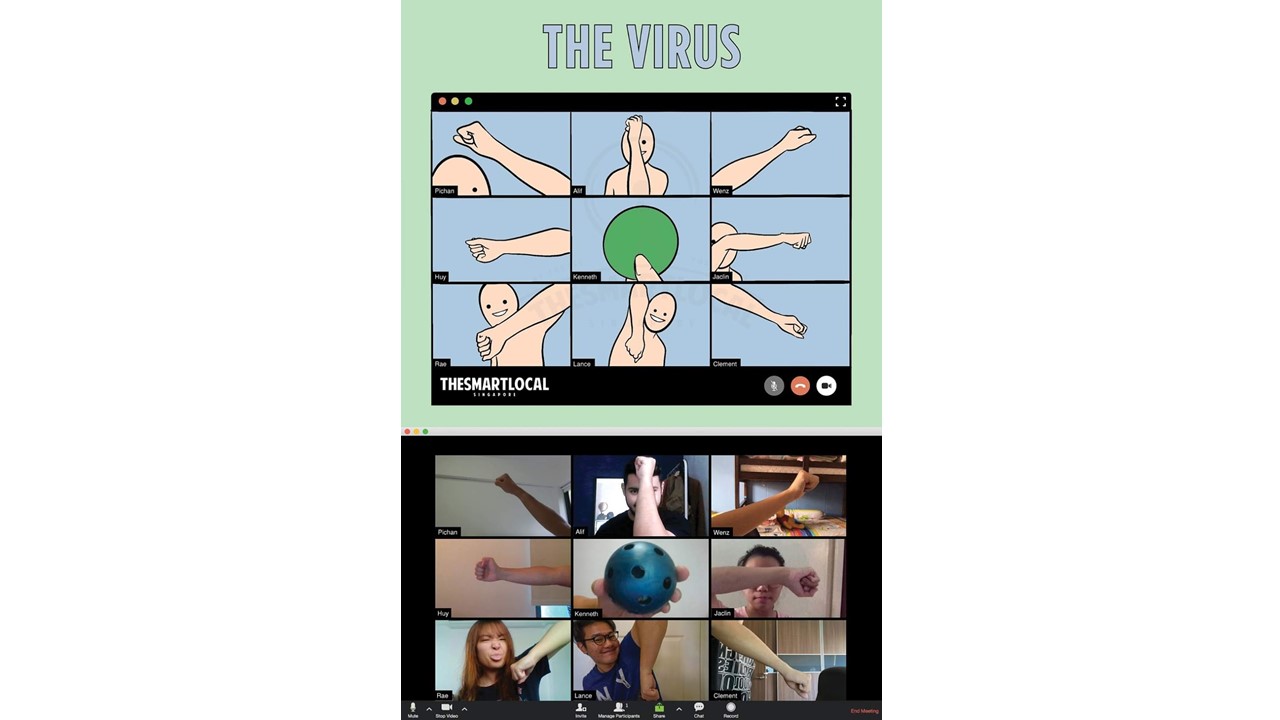 THE VIRUS
Pichan
Alif
Wenz
Huy
Kenneth
Jaclin
Rae
Lance
Clement
THESMARTLOCAL
SINGAPORE
Pichan
Alif
Wenz
Huy
Kenneth
Jaclin
Rae
Lance
Clement
Mute
Stop Video
Invite
Manage Participants
Share
Chat
Record
End Meeting